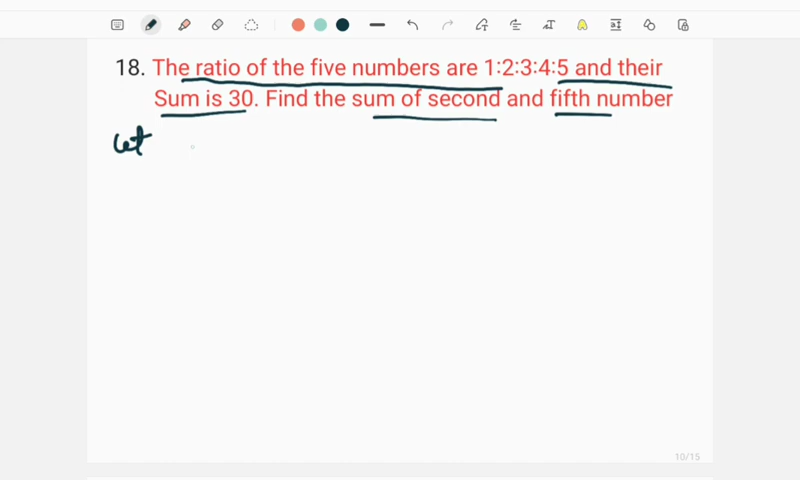 18. The ratio of the five numbers are 1:2:3:4:5 and their
Sum is 30. Find the sum of second and fifth number
let
10/15